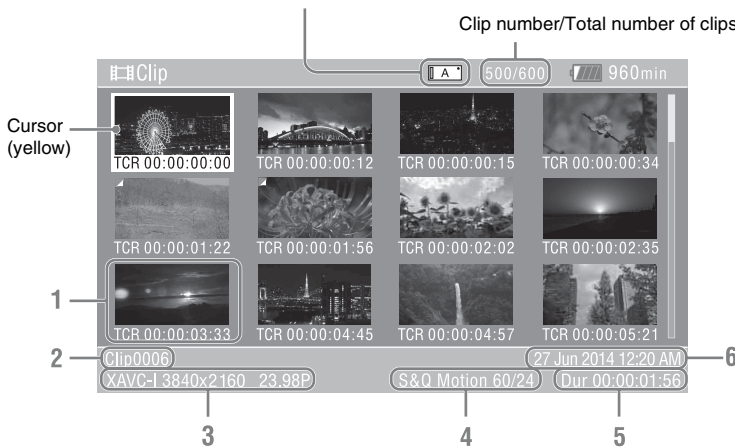 Clip number/Total number of clips
Clip A 500/600 960min
Cursor
(yellow)
TCR 00:00:00:00 TCR 00:00:00:12 TCR 00:00:00:15 TCR 00:00:00:34
TCR 00:00:01:22 TCR 00:00:01:56 TCR 00:00:02:02 TCR 00:00:02:35
1
TCR 00:00:03:33 TCR 00:00:04:45 TCR 00:00:04:57 TCR 00:00:05:21
2 Clip0006 27 Jun 2014 12:20 AM 6
XAVC-I 3840x2160 23.98P S&Q Motion 60/24 Dur 00:00:01:56
3 4 5